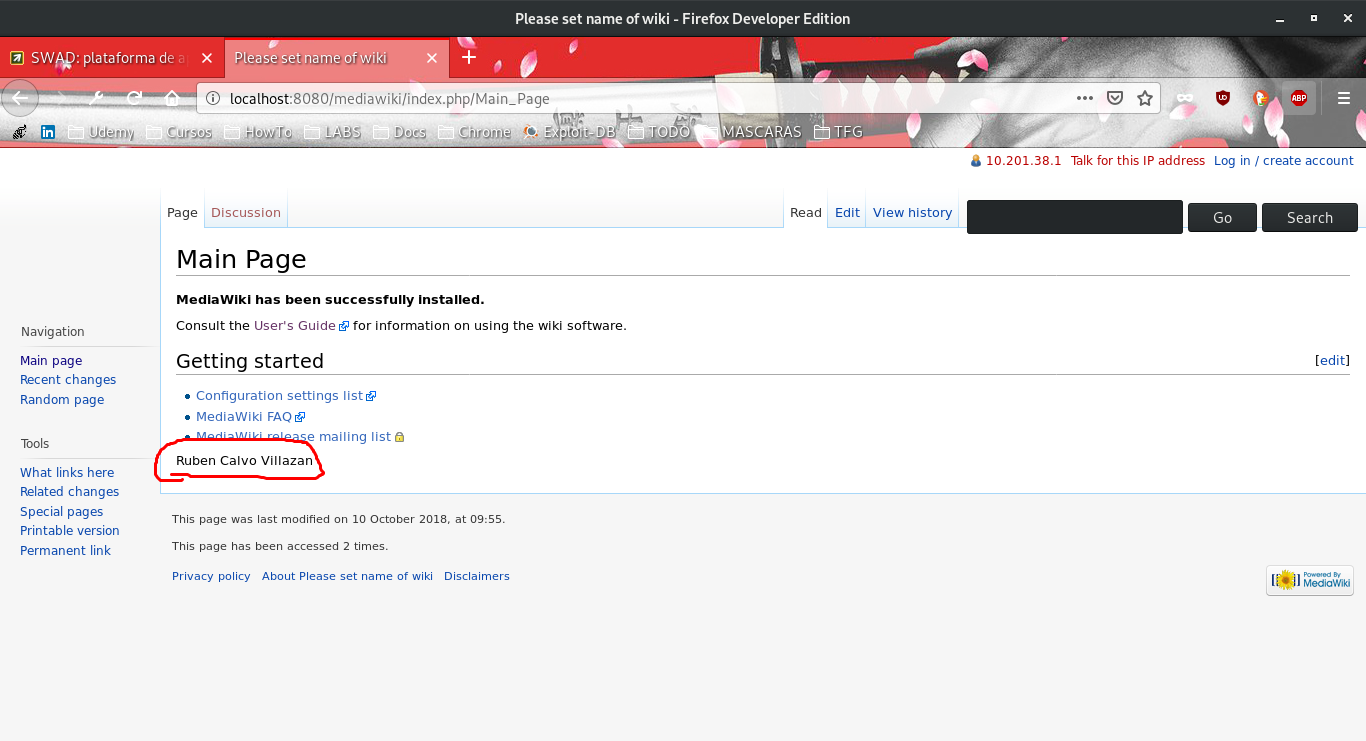 Please set name of wiki - Firefox Developer Edition
SWAD: plataforma de a
Please set name of wiki
localhost:8080/mediawiki/index.php/Main_Page
Udemy Cursos HowTo LABS Docs Chrome Exploit-DB TODO MASCARAS TFG
10.201.38.1 Talk for this IP address Log in / create account
Page Discussion Read Edit View history Go Search
Main Page
MediaWiki has been successfully installed.
Consult the User's Guide for information on using the wiki software.
Getting started [edit]
Configuration settings list
MediaWiki FAQ
MediaWiki release mailing list
Ruben Calvo Villazan
Navigation
Main page
Recent changes
Random page
Tools
What links here
Related changes
Special pages
Printable version
Permanent link
This page was last modified on 10 October 2018, at 09:55.
This page has been accessed 2 times.
Privacy policy About Please set name of wiki Disclaimers
Powered By
MediaWiki
ABP